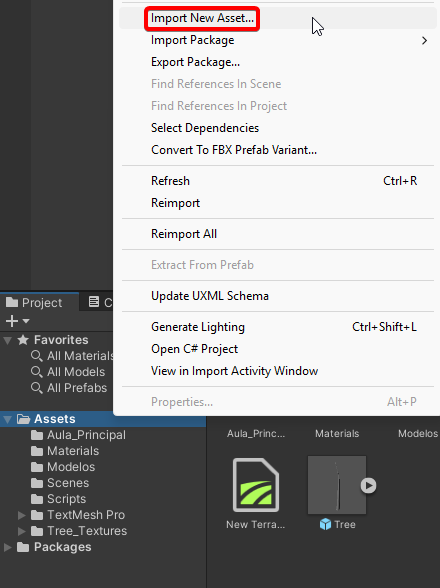 Import New Asset...
Import Package
Export Package...
Find References In Scene
Find References In Project
Select Dependencies
Convert To FBX Prefab Variant...
Refresh Ctrl+R
Reimport
Reimport All
Extract From Prefab
Update UXML Schema
Generate Lighting Ctrl+Shift+L
Open C# Project
View in Import Activity Window
Properties... Alt+P
Project C
Favorites
All Materials
All Models
All Prefabs
Assets
Aula_Principal
Materials
Modelos
Scenes
Scripts
TextMesh Pro
Tree_Textures
Packages
Aula_Princ... Materials Modelos
New Terra... Tree